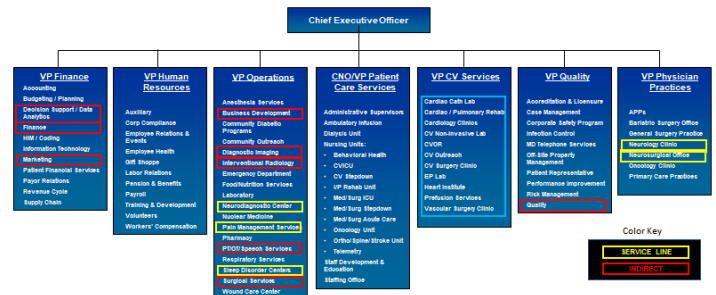 Chief Executive Officer
VP Finance
Accounting
Budgeting / Planning
Decision Support / Data
Analytics
Finance
HIM / Coding
Information Technology
Marketing
Patient Financial Services
Payor Relations
Revenue Cycle
Supply Chain
VP Human
Resources
Auxiliary
Corp Compliance
Employee Relations &
Events
Employee Health
Gift Shoppe
Labor Relations
Pension & Benefits
Payroll
Training & Development
Volunteers
Workers' Compensation
VP Operations
Anesthesia Services
Business Development
Community Diabetic
Programs
Community Outreach
Diagnostic Imaging
Interventional Radiology
Emergency Department
Food/Nutrition Services
Laboratory
Neurodiagnostic Center
Nuclear Medicine
Pain Management Services
Pharmacy
PT/OT/Speech Services
Respiratory Services
Sleep Disorder Centers
Surgical Services
Wound Care Center
CNO/VP Patient
Care Services
Administrative Supervisors
Ambulatory Infusion
Dialysis Unit
Nursing Units:
• Behavioral Health
• CVICU
• CV Stepdown
• I/P Rehab Unit
• Med/Surg ICU
• Med/Surg Stepdown
• Med/Surg Acute Care
• Oncology Unit
• Ortho/Spine/Stroke Unit
• Telemetry
Staff Development &
Education
Staffing Office
VP CV Services
Cardiac Cath Lab
Cardiac / Pulmonary Rehab
Cardiology Clinics
CV Non-Invasive Lab
CVOR
CV Outreach
CV Surgery Clinic
EP Lab
Heart Institute
Prefusion Services
Vascular Surgery Clinic
VP Quality
Accreditation & Licensure
Case Management
Corporate Safety Program
Infection Control
MD Telephone Services
Off-Site Property
Management
Patient Representative
Performance Improvement
Risk Management
Quality
VP Physician
Practices
APPs
Bariatric Surgery Office
General Surgery Practice
Neurology Clinic
Neurosurgical Office
Oncology Clinic
Primary Care Practices
Color Key
SERVICE LINE
INDIRECT